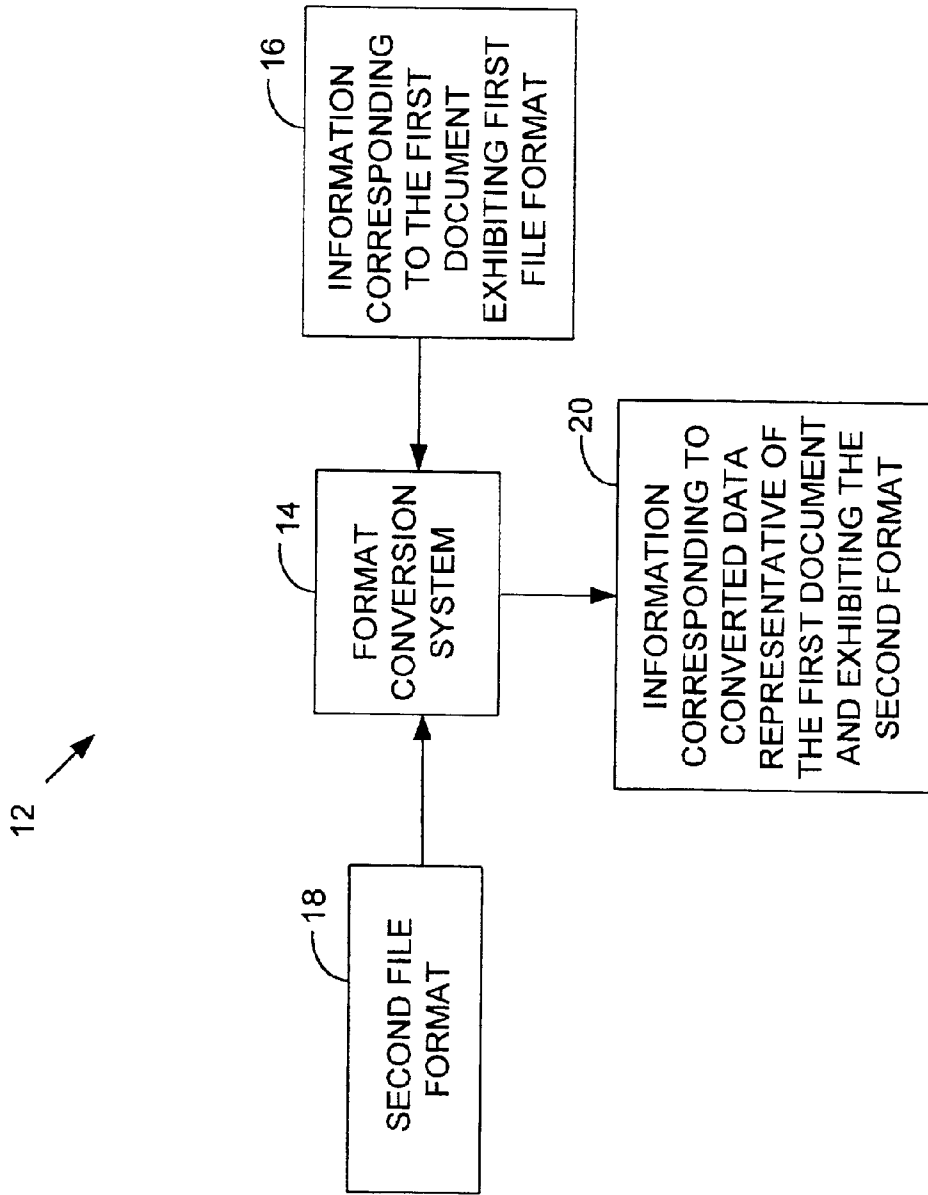 12
18
SECOND FILE
FORMAT
14
FORMAT
CONVERSION
SYSTEM
16
INFORMATION
CORRESPONDING
TO THE FIRST
DOCUMENT
EXHIBITING FIRST
FILE FORMAT
20
INFORMATION
CORRESPONDING TO
CONVERTED DATA
REPRESENTATIVE OF
THE FIRST DOCUMENT
AND EXHIBITING THE
SECOND FORMAT